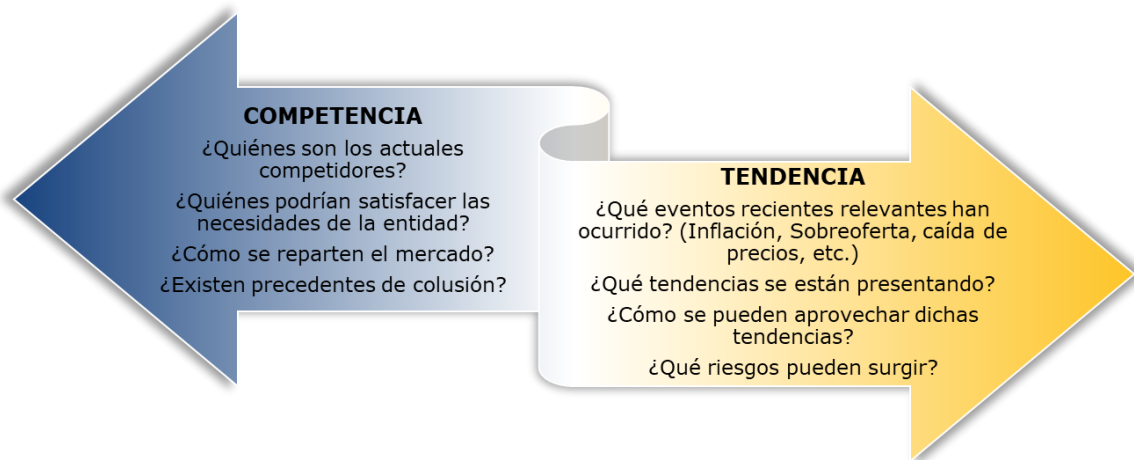 COMPETENCIA
¿Quiénes son los actuales
competidores?
¿Quiénes podrían satisfacer las
necesidades de la entidad?
¿Cómo se reparten el mercado?
¿Existen precedentes de colusión?
TENDENCIA
¿Qué eventos recientes relevantes han
ocurrido? (Inflación, Sobreoferta, caída de
precios, etc.)
¿Qué tendencias se están presentando?
¿Cómo se pueden aprovechar dichas
tendencias?
¿Qué riesgos pueden surgir?